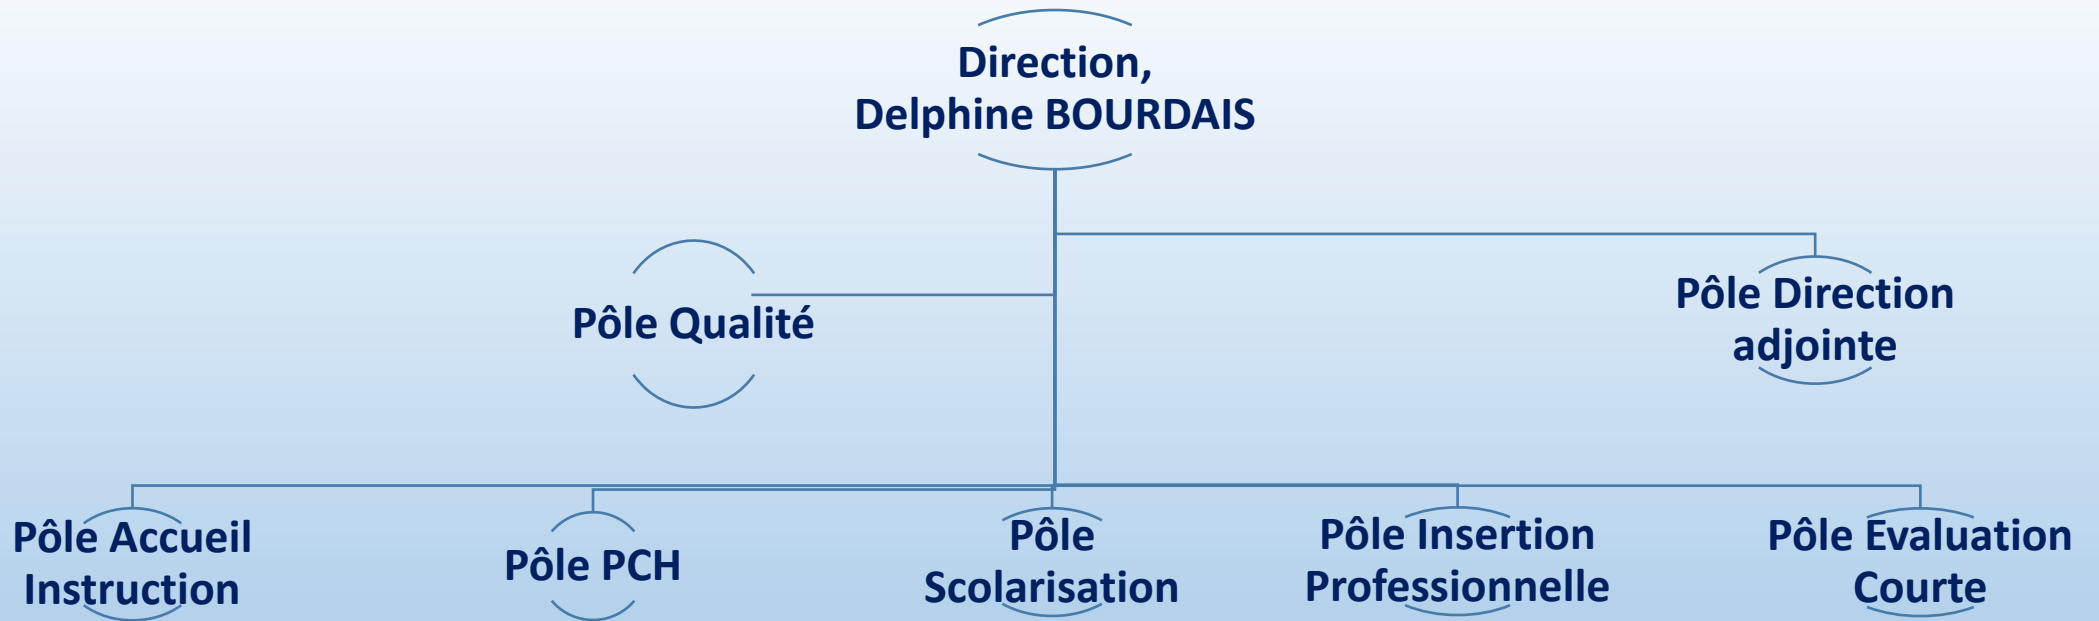 Direction,
Delphine BOURDAIS
Pôle Qualité
Pôle Direction
adjointe
Pôle Accueil
Instruction
Pôle PCH
Pôle
Scolarisation
Pôle Insertion
Professionnelle
Pôle Evaluation
Courte